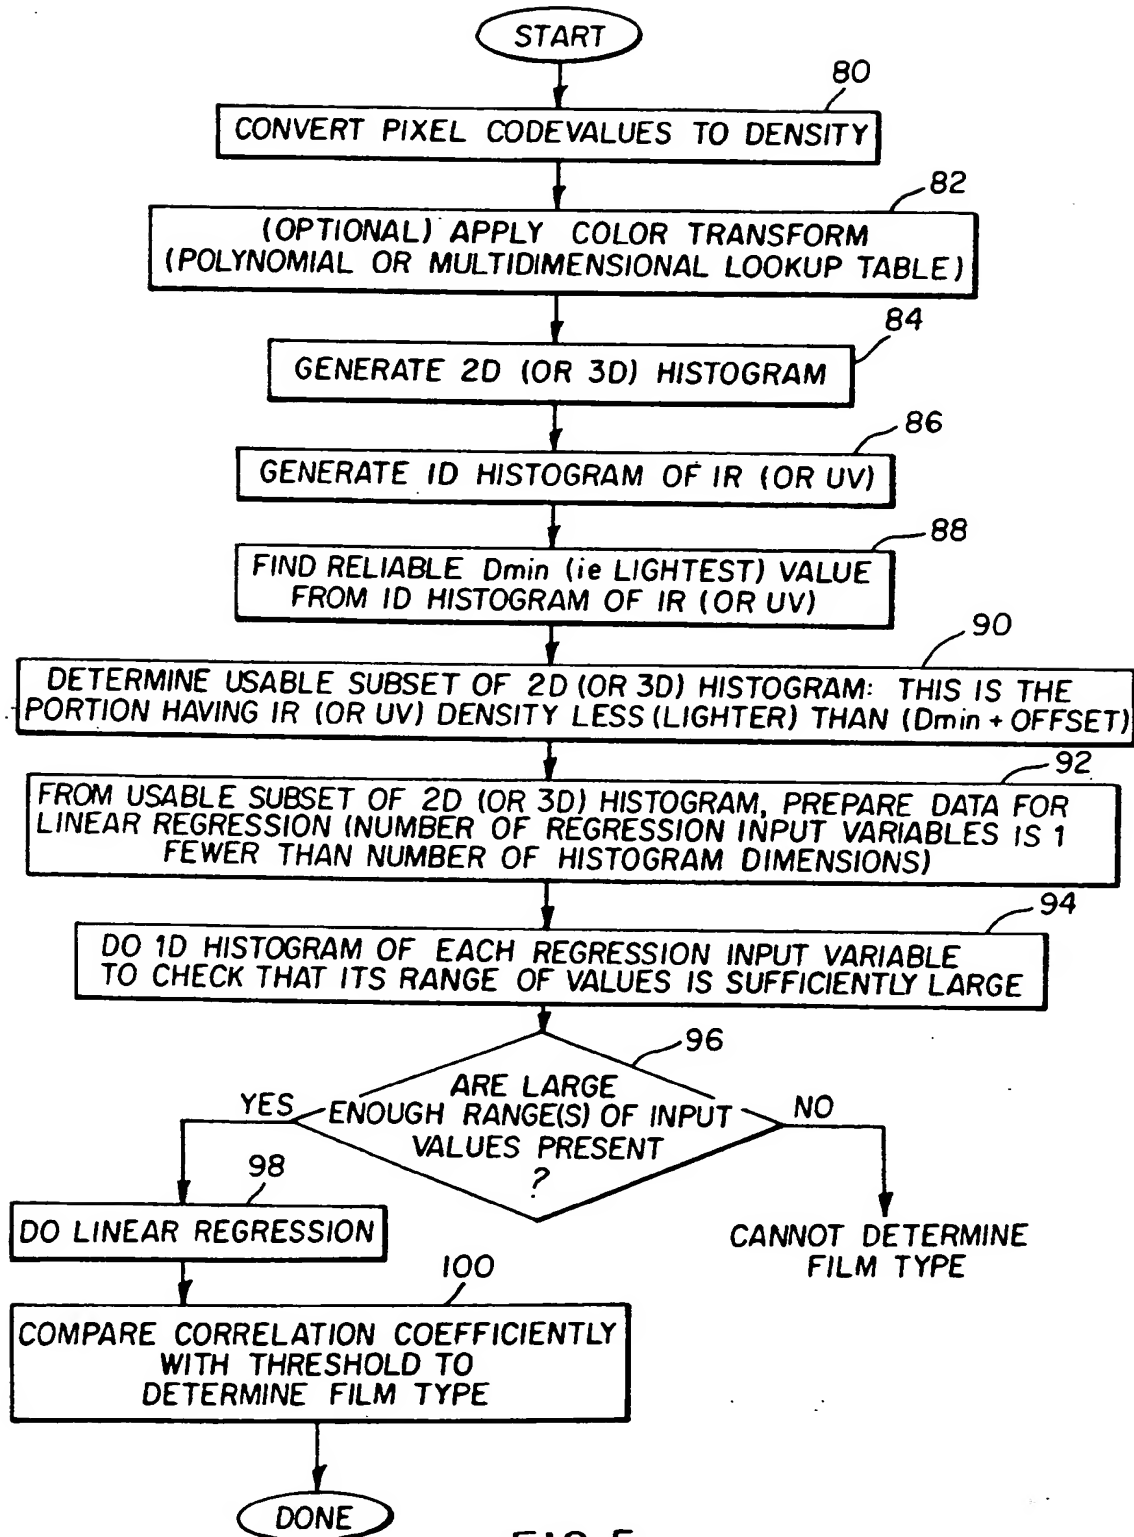 START
80
CONVERT PIXEL CODEVALUES TO DENSITY
82
(OPTIONAL) APPLY COLOR TRANSFORM
(POLYNOMIAL OR MULTIDIMENSIONAL LOOKUP TABLE)
84
GENERATE 2D (OR 3D) HISTOGRAM
86
GENERATE 1D HISTOGRAM OF IR (OR UV)
88
FIND RELIABLE Dmin (ie LIGHTEST) VALUE
FROM 1D HISTOGRAM OF IR (OR UV)
90
DETERMINE USABLE SUBSET OF 2D (OR 3D) HISTOGRAM: THIS IS THE
PORTION HAVING IR (OR UV) DENSITY LESS (LIGHTER) THAN (Dmin + OFFSET)
92
FROM USABLE SUBSET OF 2D (OR 3D) HISTOGRAM, PREPARE DATA FOR
LINEAR REGRESSION (NUMBER OF REGRESSION INPUT VARIABLES IS 1
FEWER THAN NUMBER OF HISTOGRAM DIMENSIONS)
94
DO 1D HISTOGRAM OF EACH REGRESSION INPUT VARIABLE
TO CHECK THAT ITS RANGE OF VALUES IS SUFFICIENTLY LARGE
96
ARE LARGE
ENOUGH RANGE(S) OF INPUT
VALUES PRESENT
?
YES
NO
98
DO LINEAR REGRESSION
CANNOT DETERMINE
FILM TYPE
100
COMPARE CORRELATION COEFFICIENTLY
WITH THRESHOLD TO
DETERMINE FILM TYPE
DONE